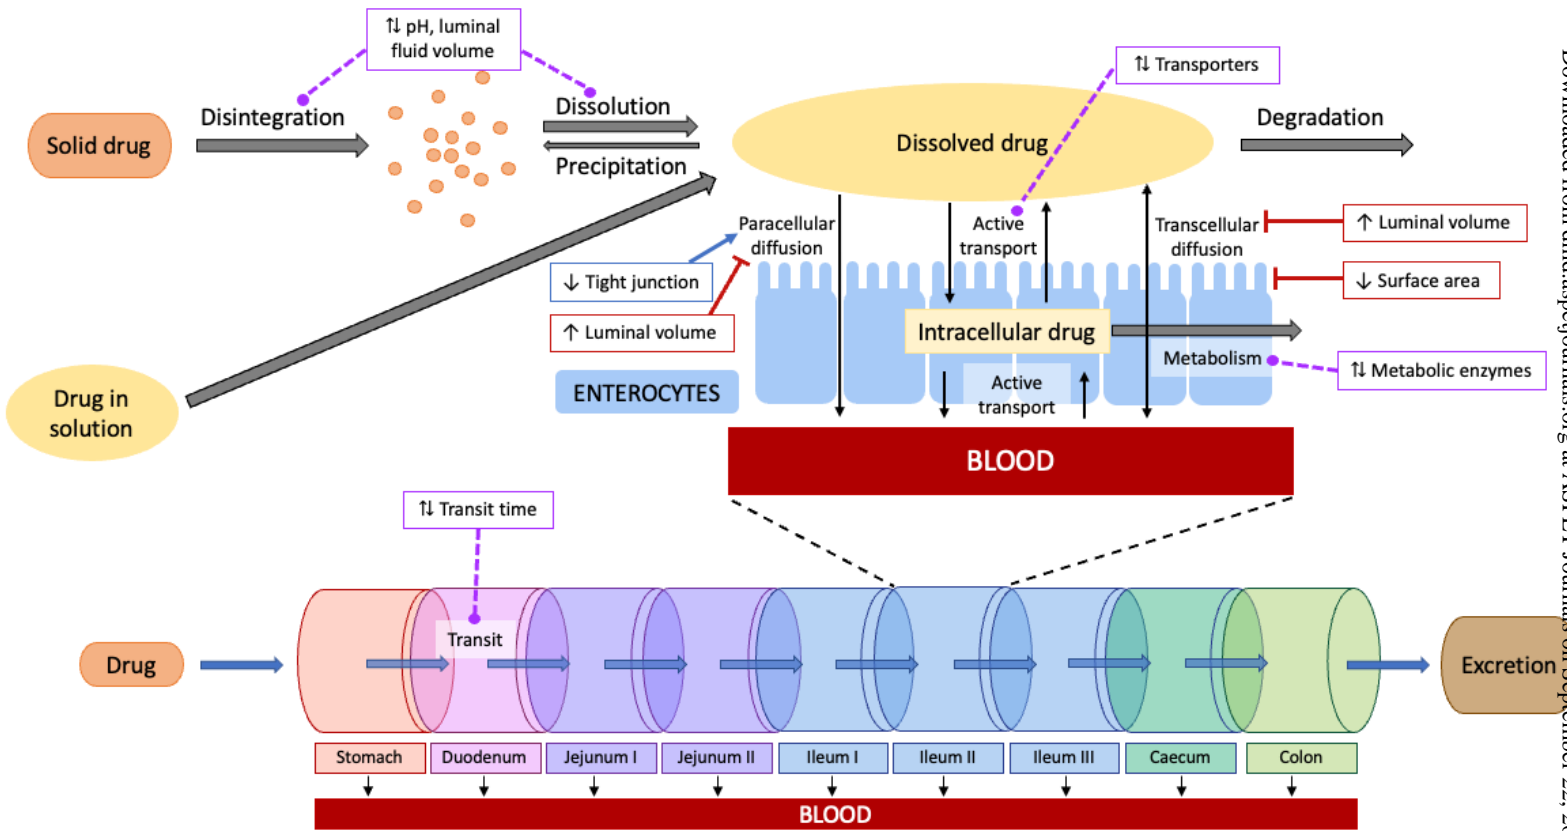 ⇅ pH, luminal
fluid volume
⇅ Transporters
Solid drug
Disintegration
Dissolution
Precipitation
Dissolved drug
Degradation
Paracellular
diffusion
Active
transport
Transcellular
diffusion
↑ Luminal volume
↓ Tight junction
↓ Surface area
↑ Luminal volume
Intracellular drug
Metabolism
⇅ Metabolic enzymes
ENTEROCYTES
Active
transport
Drug in
solution
BLOOD
⇅ Transit time
Drug
Transit
Excretion
Stomach
Duodenum
Jejunum I
Jejunum II
Ileum I
Ileum II
Ileum III
Caecum
Colon
BLOOD